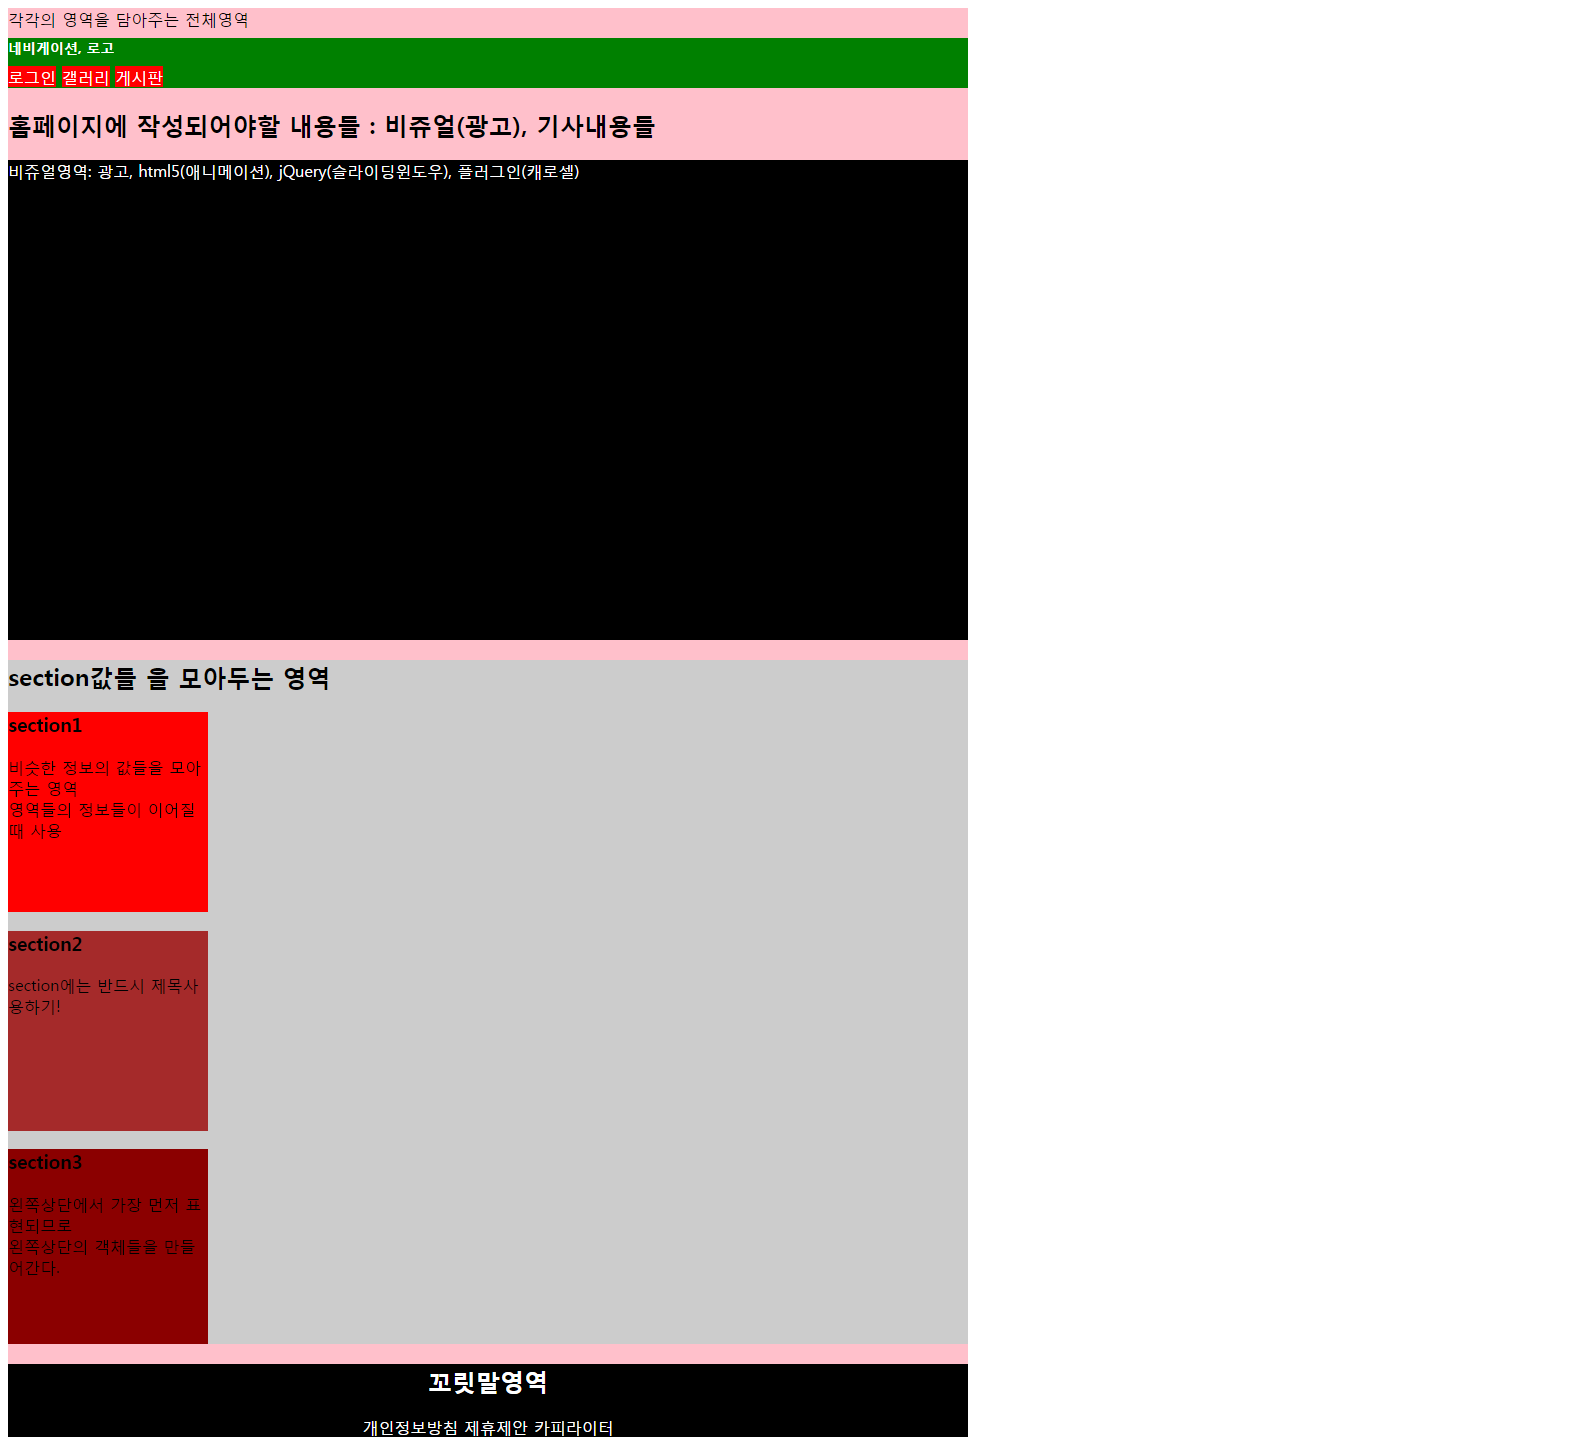 각각의 영역을 담아주는 전체영역
네비게이션, 로고
로그인 갤러리 게시판
홈페이지에 작성되어야할 내용들 : 비쥬얼(광고), 기사내용들
비쥬얼영역: 광고, html5(애니메이션), jQuery(슬라이딩윈도우), 플러그인(캐로셀)
section값들 을 모아두는 영역
section1
비슷한 정보의 값들을 모아
주는 영역
영역들의 정보들이 이어질
때 사용
section2
section에는 반드시 제목사
용하기!
section3
왼쪽상단에서 가장 먼저 표
현되므로
왼쪽상단의 객체들을 만들
어간다.
꼬릿말영역
개인정보방침 제휴제안 카피라이터